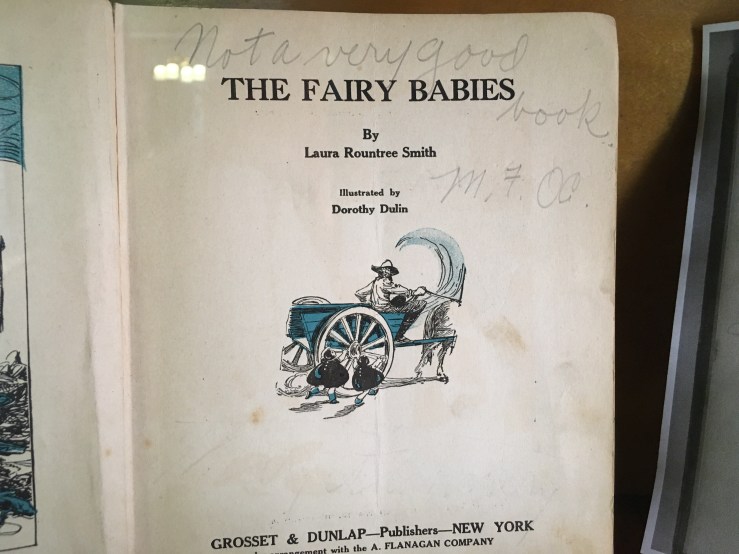 Not a very good
THE FAIRY BABIES
book.
By
Laura Rountree Smith
M. F. OC.
Illustrated by
Dorothy Dulin
GROSSET & DUNLAP—Publishers—NEW YORK
with the A. FLANAGAN COMPANY